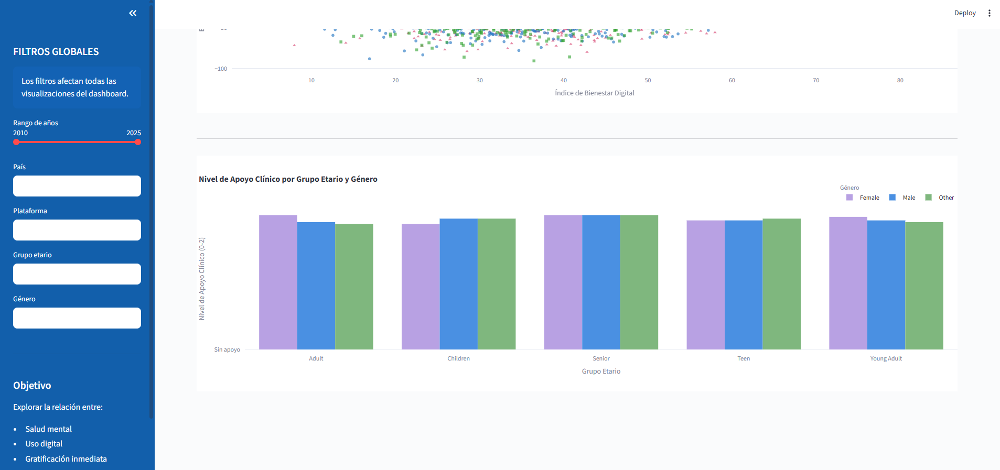 FILTROS GLOBALES
Los filtros afectan todas las
visualizaciones del dashboard.
Rango de años
2010 2025
País
Plataforma
Grupo etario
Género
Objetivo
Explorar la relación entre:
• Salud mental
• Uso digital
• Gratificación inmediata
Deploy
−100
10 20 30 40 50 60 70 80
Índice de Bienestar Digital
Nivel de Apoyo Clínico por Grupo Etario y Género
Género
Female Male Other
Nivel de Apoyo Clínico (0-2)
Sin apoyo
Adult Children Senior Teen Young Adult
Grupo Etario